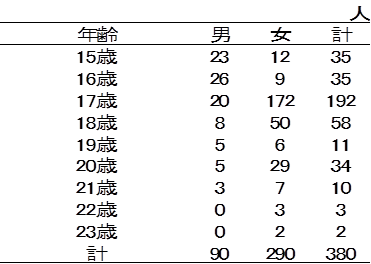 人
年齢 男 女 計
15歳 23 12 35
16歳 26 9 35
17歳 20 172 192
18歳 8 50 58
19歳 5 6 11
20歳 5 29 34
21歳 3 7 10
22歳 0 3 3
23歳 0 2 2
計 90 290 380